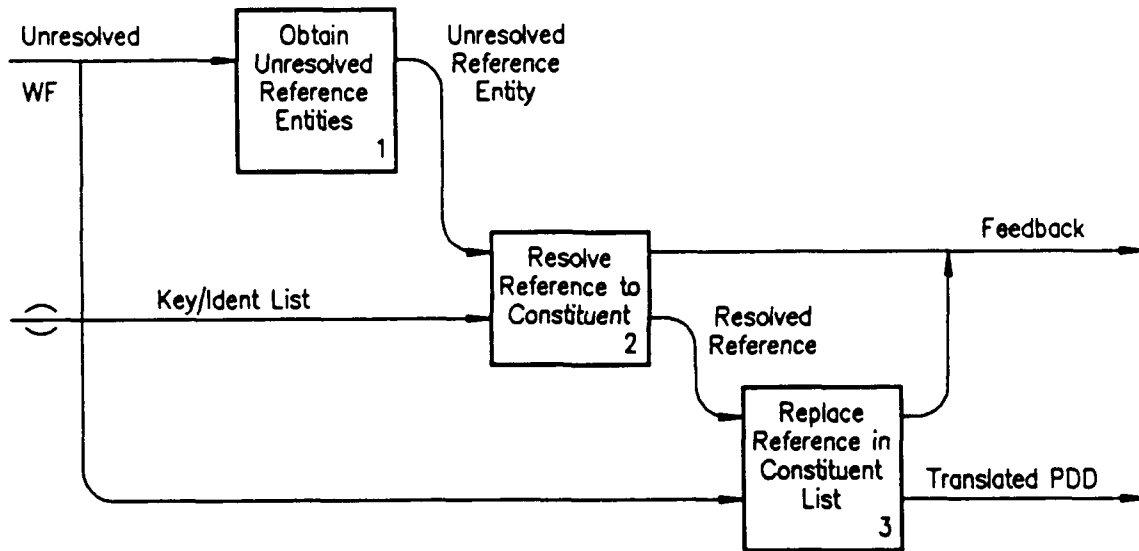 Unresolved
WF
Obtain
Unresolved
Reference
Entities
1
Unresolved
Reference
Entity
Key/Ident List
Resolve
Reference to
Constituent
2
Feedback
Resolved
Reference
Replace
Reference in
Constituent
List
3
Translated PDD